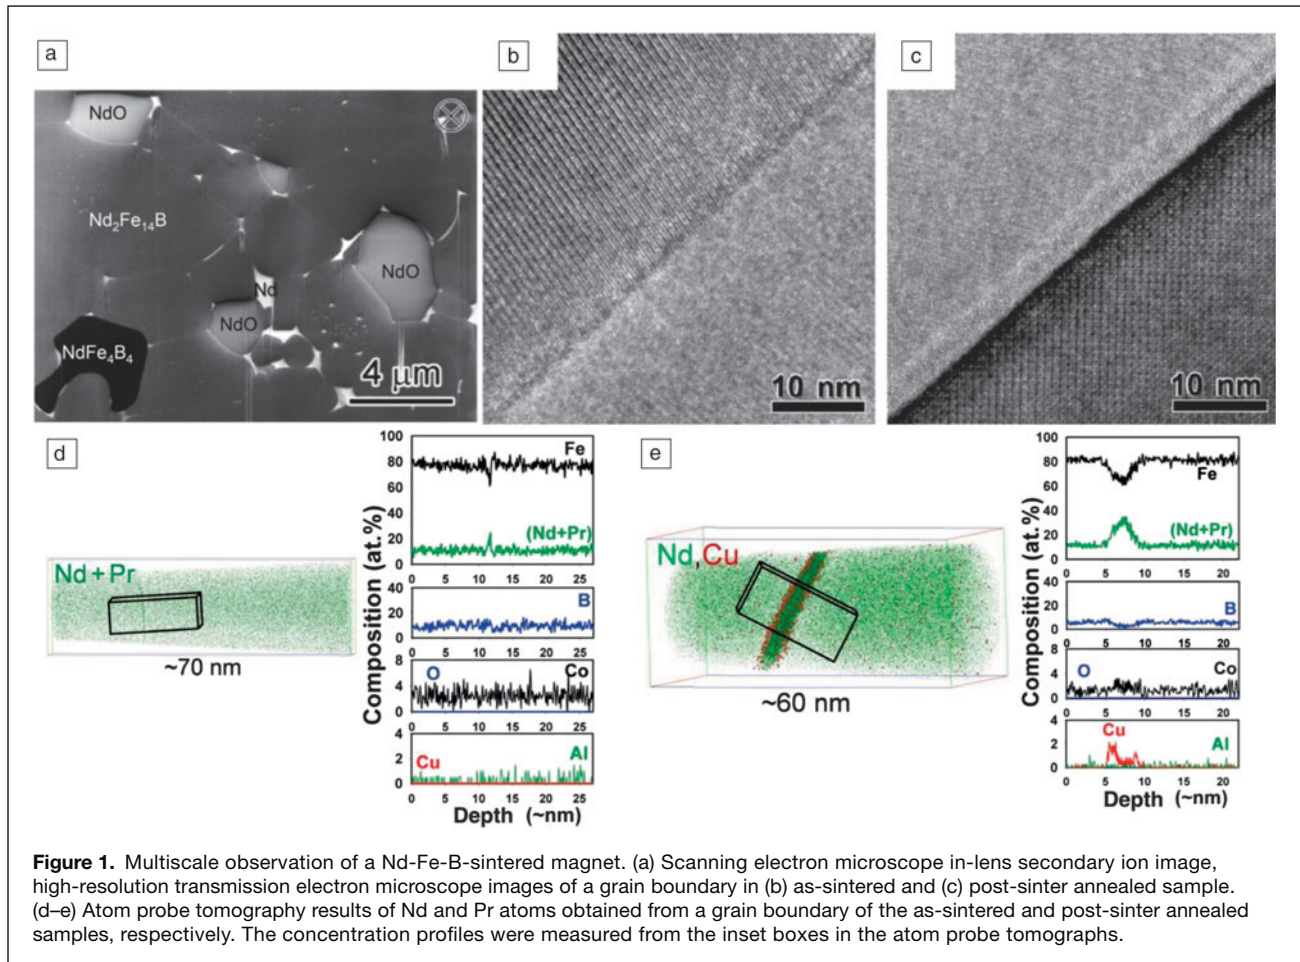 a
b
c
NdO
Nd₂Fe₁₄B
NdO
Nd
NdO
NdFe₄B₄
4 μm
10 nm
10 nm
d
Nd + Pr
~70 nm
Composition (at.%)
100
80
60
40
20
0
Fe
(Nd+Pr)
0 5 10 15 20 25
40
20
0
B
0 5 10 15 20 25
8
4
0
O Co
0 5 10 15 20 25
4
2
0
Cu Al
0 5 10 15 20 25
Depth (~nm)
e
Nd,Cu
~60 nm
Composition (at.%)
100
80
60
40
20
0
Fe
(Nd+Pr)
0 5 10 15 20
40
20
0
B
0 5 10 15 20
8
4
0
O Co
0 5 10 15 20
4
2
0
Cu Al
0 5 10 15 20
Depth (~nm)
Figure 1. Multiscale observation of a Nd-Fe-B-sintered magnet. (a) Scanning electron microscope in-lens secondary ion image,
high-resolution transmission electron microscope images of a grain boundary in (b) as-sintered and (c) post-sinter annealed sample.
(d–e) Atom probe tomography results of Nd and Pr atoms obtained from a grain boundary of the as-sintered and post-sinter annealed
samples, respectively. The concentration profiles were measured from the inset boxes in the atom probe tomographs.